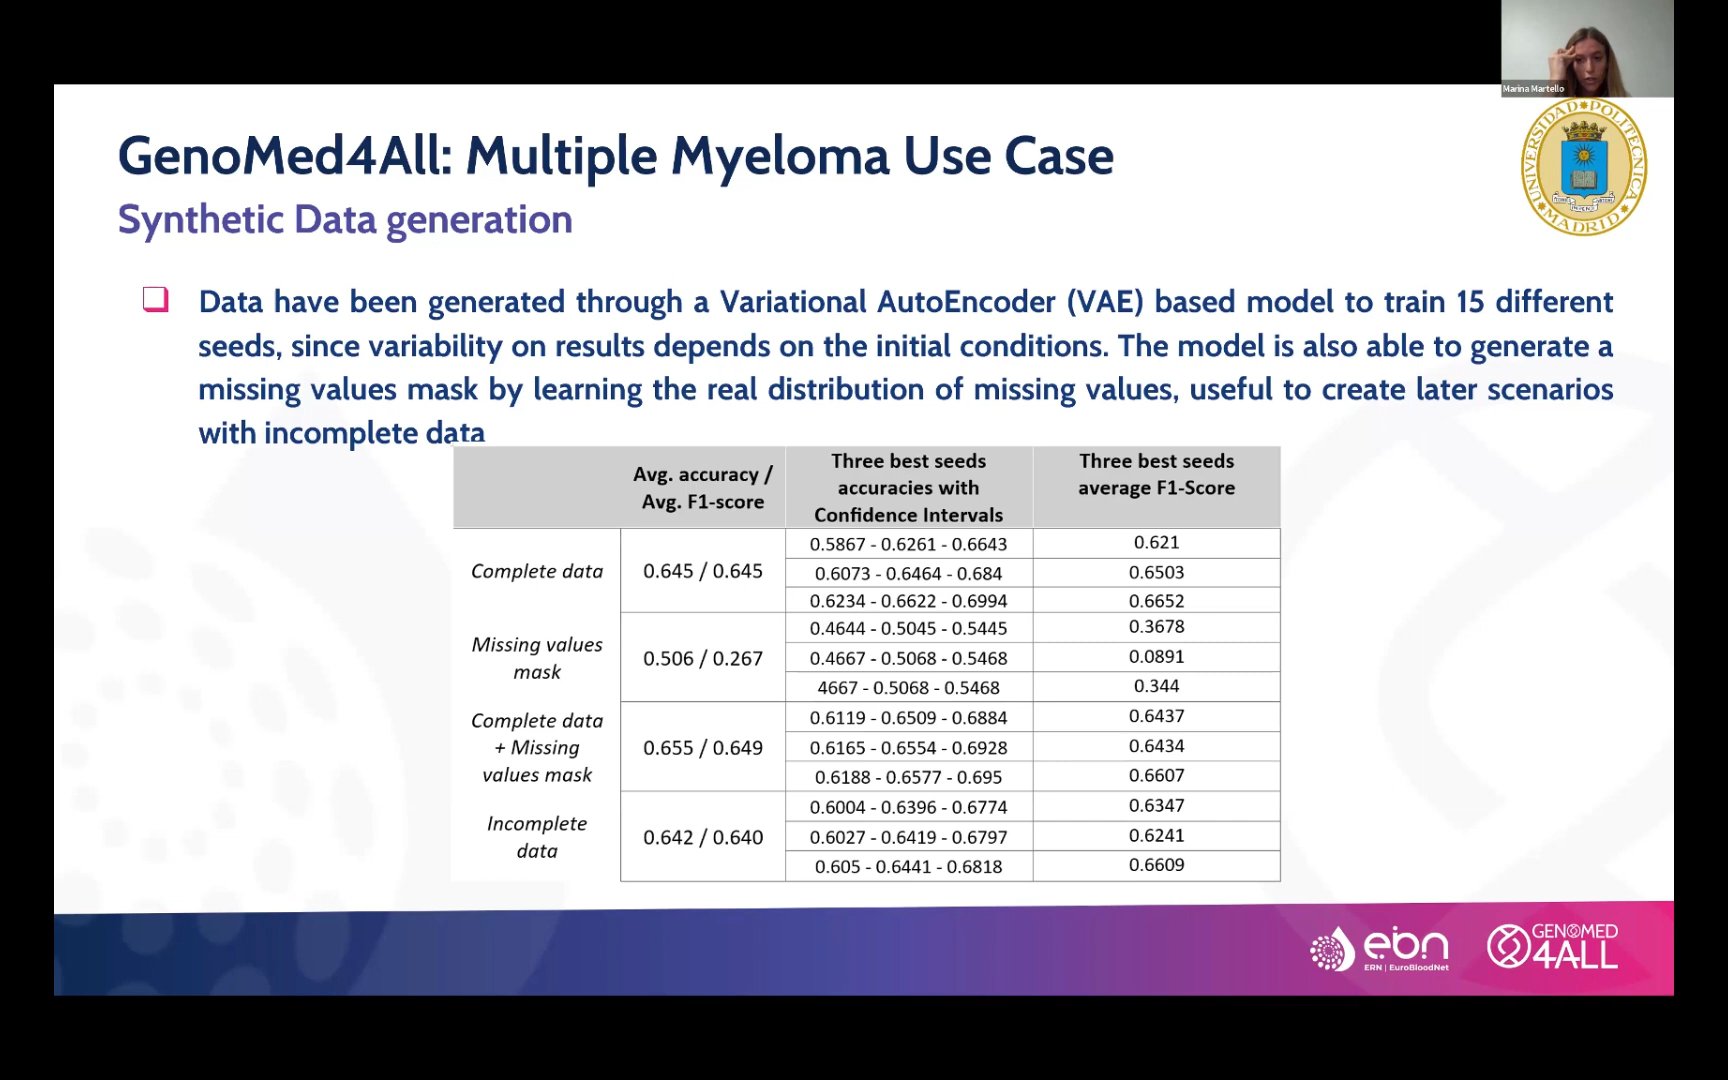 Marina Martello
UNIVERSIDAD POLITECNICA MADRID
GenoMed4All: Multiple Myeloma Use Case
Synthetic Data generation
Data have been generated through a Variational AutoEncoder (VAE) based model to train 15 different
seeds, since variability on results depends on the initial conditions. The model is also able to generate a
missing values mask by learning the real distribution of missing values, useful to create later scenarios
with incomplete data
Avg. accuracy /
Avg. F1-score
Three best seeds
accuracies with
Confidence Intervals
Three best seeds
average F1-Score
Complete data
0.645 / 0.645
0.5867 - 0.6261 - 0.6643
0.621
0.6073 - 0.6464 - 0.684
0.6503
0.6234 - 0.6622 - 0.6994
0.6652
Missing values
mask
0.506 / 0.267
0.4644 - 0.5045 - 0.5445
0.3678
0.4667 - 0.5068 - 0.5468
0.0891
4667 - 0.5068 - 0.5468
0.344
Complete data
+ Missing
values mask
0.655 / 0.649
0.6119 - 0.6509 - 0.6884
0.6437
0.6165 - 0.6554 - 0.6928
0.6434
0.6188 - 0.6577 - 0.695
0.6607
Incomplete
data
0.642 / 0.640
0.6004 - 0.6396 - 0.6774
0.6347
0.6027 - 0.6419 - 0.6797
0.6241
0.605 - 0.6441 - 0.6818
0.6609
ebn
ERN | EuroBloodNet
GENOMED
4ALL